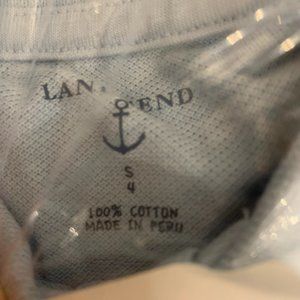 LAN END
S
4
100% COTTON
MADE IN PERU